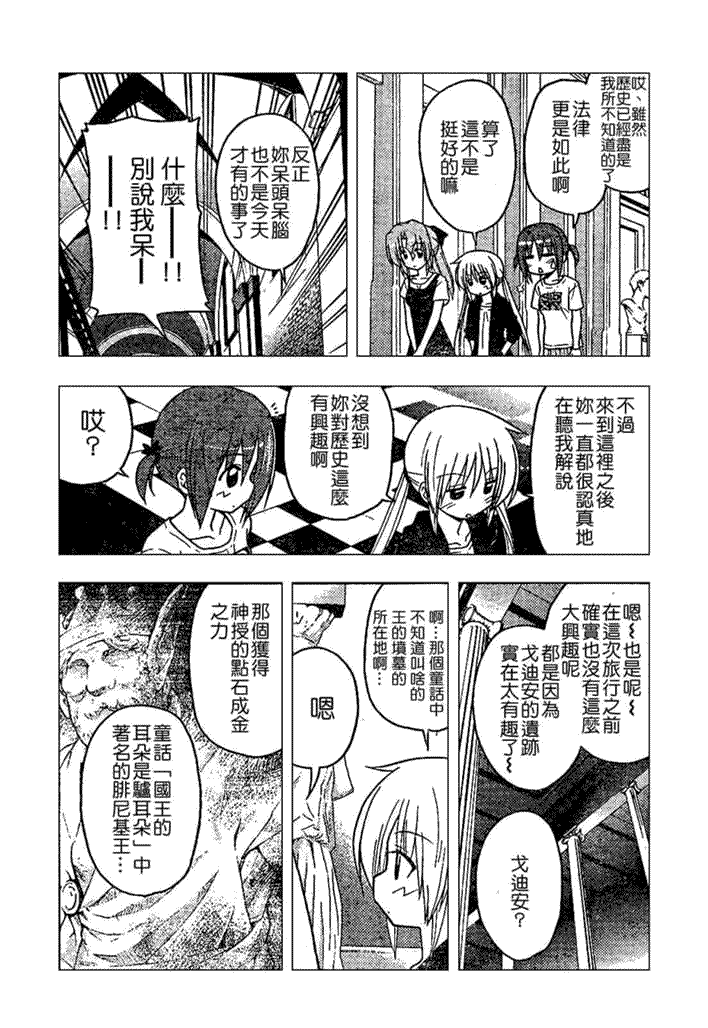 哎、雖然
歷史已經盡是
我所不知道的了
法律
更是如此啊
算了
這不是
挺好的嘛
反正
妳呆頭呆腦
也不是今天
才有的事了
什麼——!!
別說我呆——!!
不過
來到這裡之後
妳一直都很認真地
在聽我解說
沒想到
妳對歷史這麼
有興趣啊
哎？
嗯~也是呢~
在這次旅行之前
確實也沒有這麼
大興趣呢
都是因為
戈迪安的遺跡
實在太有趣了~
戈迪安？
啊…那個童話中
不知道叫啥的
王的墳墓的
所在地啊…
嗯
那個獲得
神授的點石成金
之力
童話「國王的
耳朵是驢耳朵」中
著名的腓尼基王…